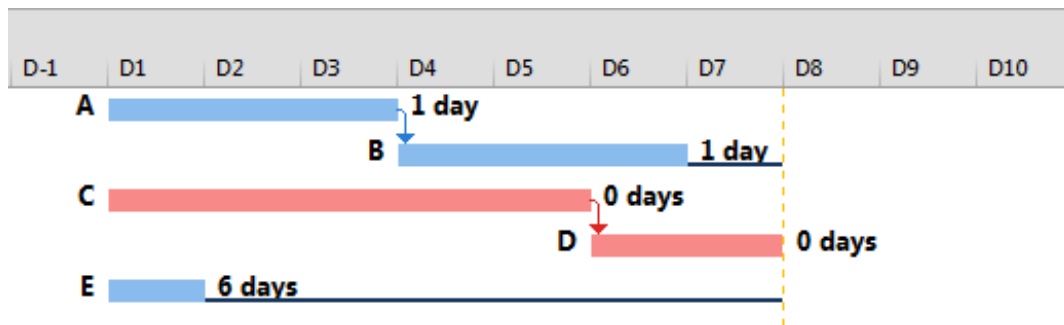 D-1 D1 D2 D3 D4 D5 D6 D7 D8 D9 D10
A 1 day
B 1 day
C 0 days
D 0 days
E 6 days